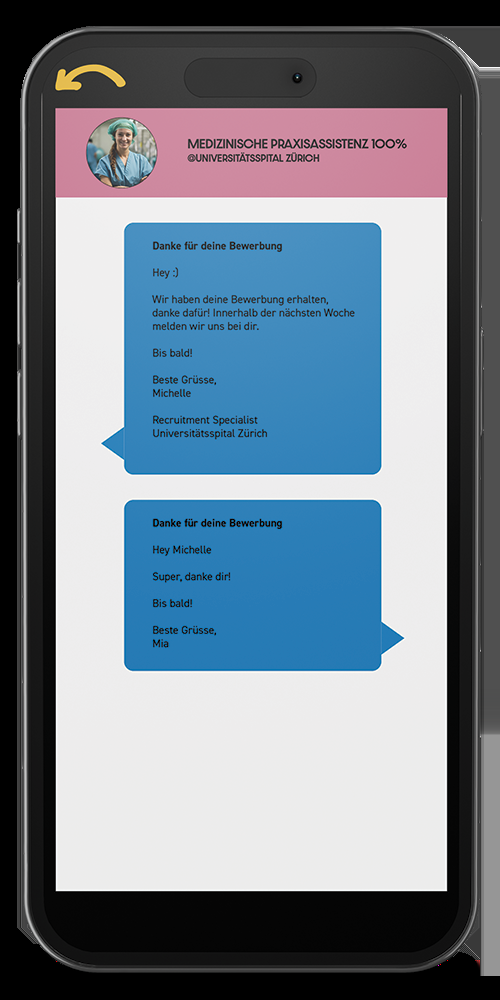 MEDIZINISCHE PRAXISASSISTENZ 100%
@UNIVERSITÄTSSPITAL ZÜRICH
Danke für deine Bewerbung
Hey :)
Wir haben deine Bewerbung erhalten,
danke dafür! Innerhalb der nächsten Woche
melden wir uns bei dir.
Bis bald!
Beste Grüsse,
Michelle
Recruitment Specialist
Universitätsspital Zürich
Danke für deine Bewerbung
Hey Michelle
Super, danke dir!
Bis bald!
Beste Grüsse,
Mia